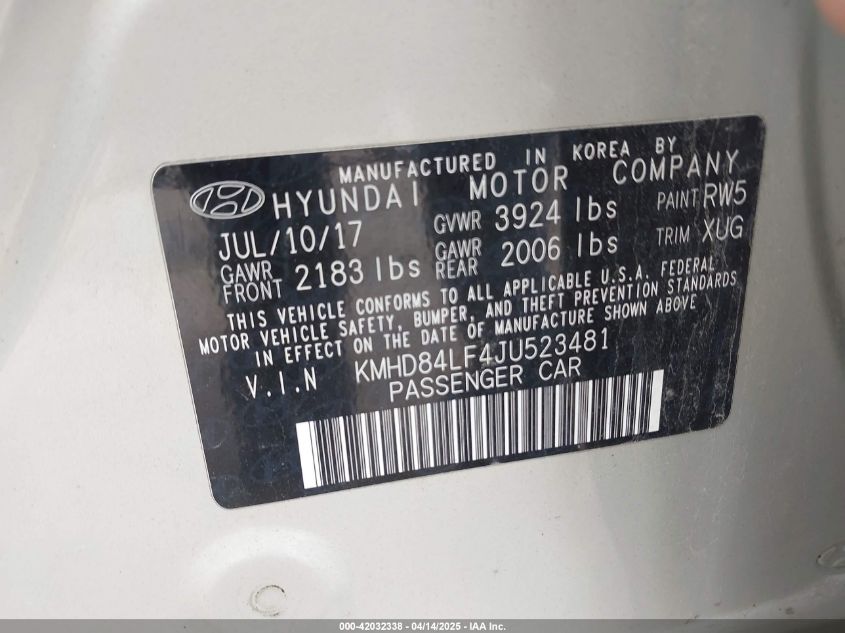 MANUFACTURED IN KOREA BY
HYUNDAI MOTOR COMPANY
JUL/10/17 GVWR 3924 lbs PAINT RW5
GAWR FRONT 2183 lbs GAWR REAR 2006 lbs TRIM XUG
THIS VEHICLE CONFORMS TO ALL APPLICABLE U.S.A. FEDERAL
MOTOR VEHICLE SAFETY, BUMPER, AND THEFT PREVENTION STANDARDS
IN EFFECT ON THE DATE OF MANUFACTURE SHOWN ABOVE
V.I.N KMHD84LF4JU523481
PASSENGER CAR
000-42032338 - 04/14/2025 - IAA Inc.